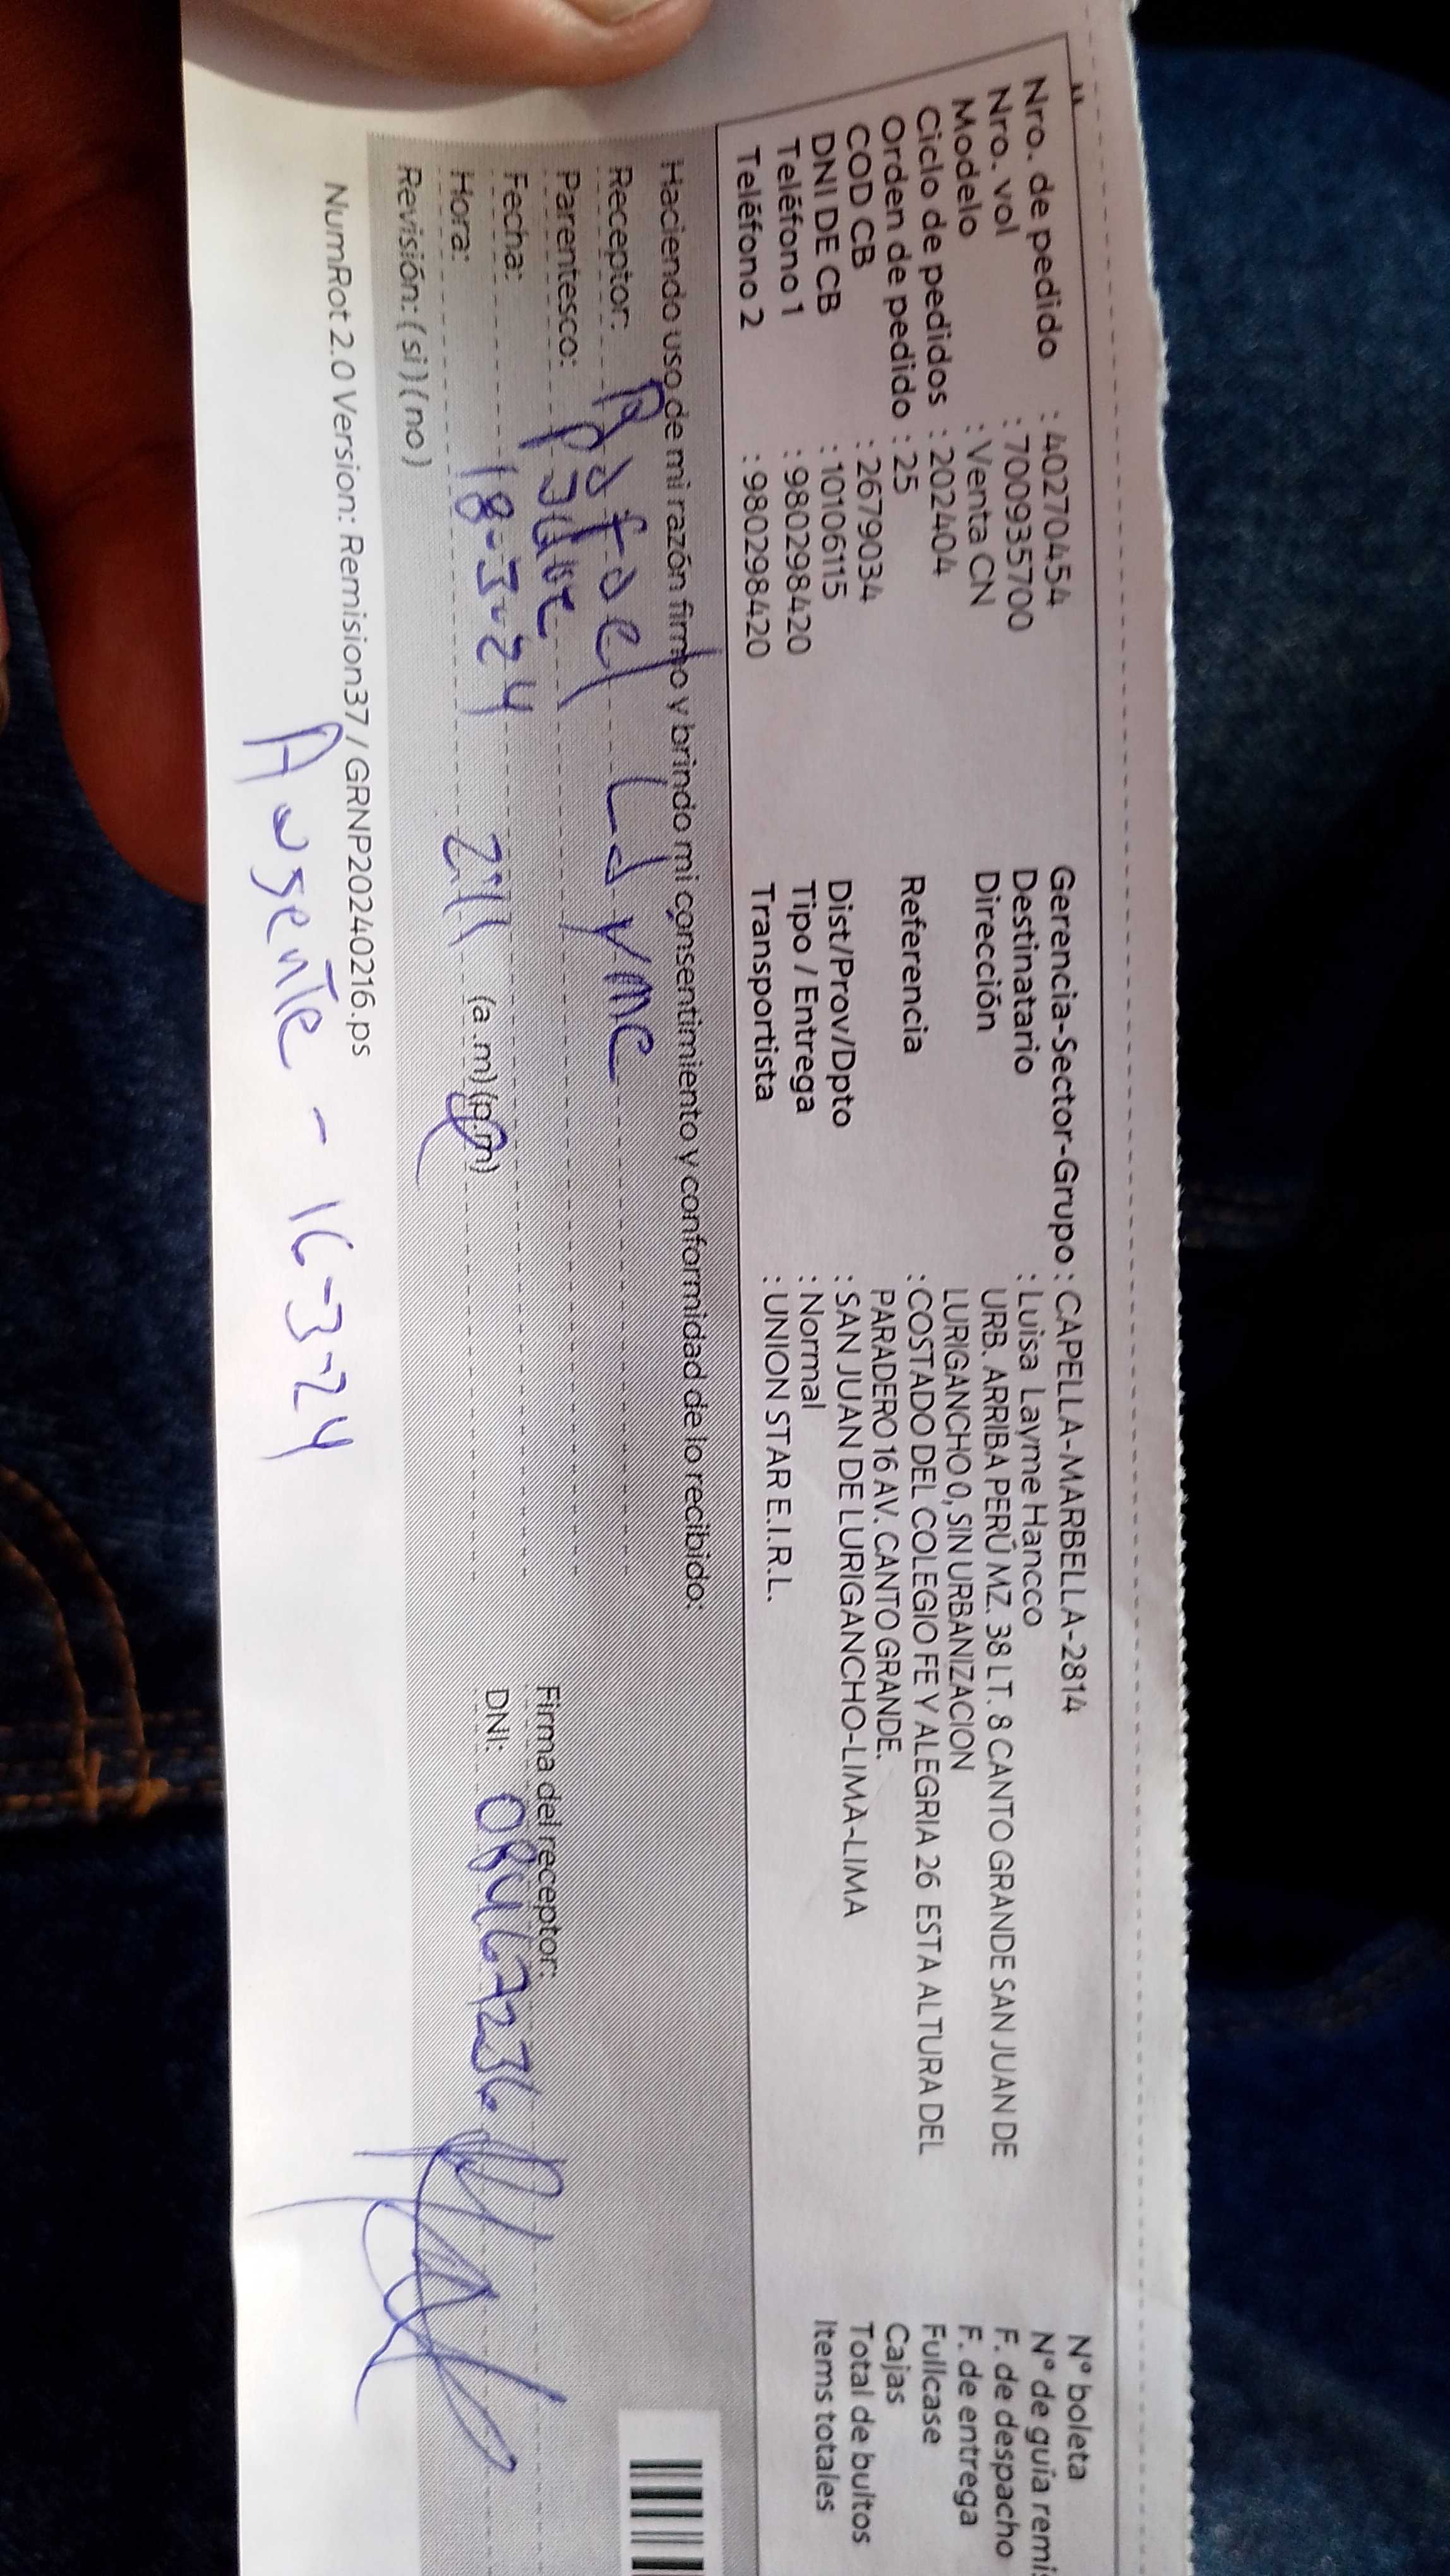 Nro. de pedido : 40270454
Nro. vol : 700935700
Modelo : Venta CN
Ciclo de pedidos : 202404
Orden de pedido : 25
COD CB : 2679034
DNI DE CB : 10106115
Teléfono 1 : 980298420
Teléfono 2 : 980298420
Gerencia-Sector-Grupo : CAPELLA-MARBELLA-2814
Destinatario : Luisa Layme Hancco
Dirección URB. ARRIBA PERÚ MZ. 38 LT. 8 CANTO GRANDE SAN JUAN DE
LURIGANCHO 0, SIN URBANIZACION
Referencia : COSTADO DEL COLEGIO FE Y ALEGRIA 26 ESTA ALTURA DEL
PARADERO 16 AV. CANTO GRANDE.
Dist/Prov/Dpto : SAN JUAN DE LURIGANCHO-LIMA-LIMA
Tipo / Entrega : Normal
Transportista : UNION STAR E.I.R.L.
N° boleta
N° de guía remi
F. de despacho
F. de entrega
Fullcase
Cajas
Total de bultos
Items totales
Haciendo uso de mi razón firmo y brindo mi consentimiento y conformidad de lo recibido:
Receptor: Rafael Layme
Parentesco: padre
Fecha: 18-3-24
Hora: 2:11 (a.m) (p.m)
Revisión: ( si ) ( no )
Firma del receptor:
DNI: 08467236
NumRot 2.0 Version: Remision37 / GRNP20240216.ps
Ausente - 16-3-24